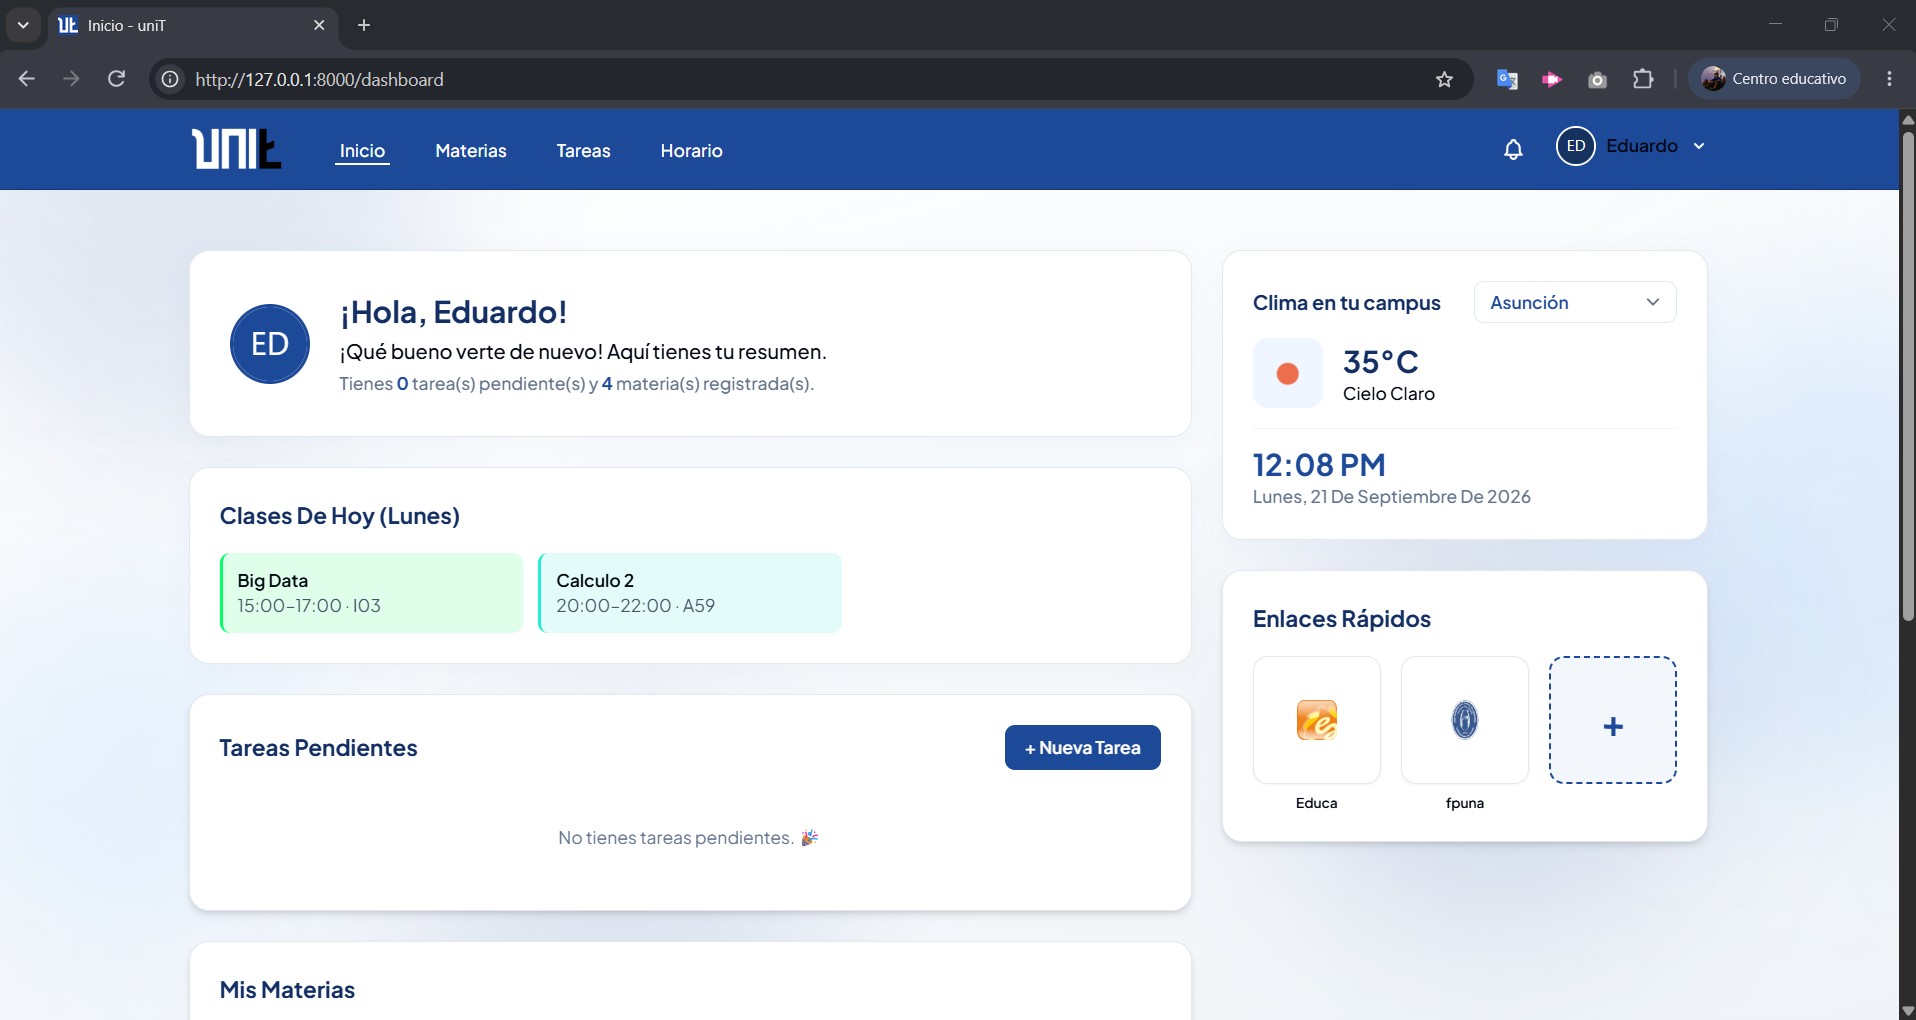 Inicio - uniT
http://127.0.0.1:8000/dashboard
Centro educativo
UNIt
Inicio
Materias
Tareas
Horario
ED
Eduardo
ED
¡Hola, Eduardo!
¡Qué bueno verte de nuevo! Aquí tienes tu resumen.
Tienes 0 tarea(s) pendiente(s) y 4 materia(s) registrada(s).
Clases De Hoy (Lunes)
Big Data
15:00–17:00 · I03
Calculo 2
20:00–22:00 · A59
Tareas Pendientes
+ Nueva Tarea
No tienes tareas pendientes. 🎉
Mis Materias
Clima en tu campus
Asunción
35°C
Cielo Claro
12:08 PM
Lunes, 21 De Septiembre De 2026
Enlaces Rápidos
+
Educa
fpuna